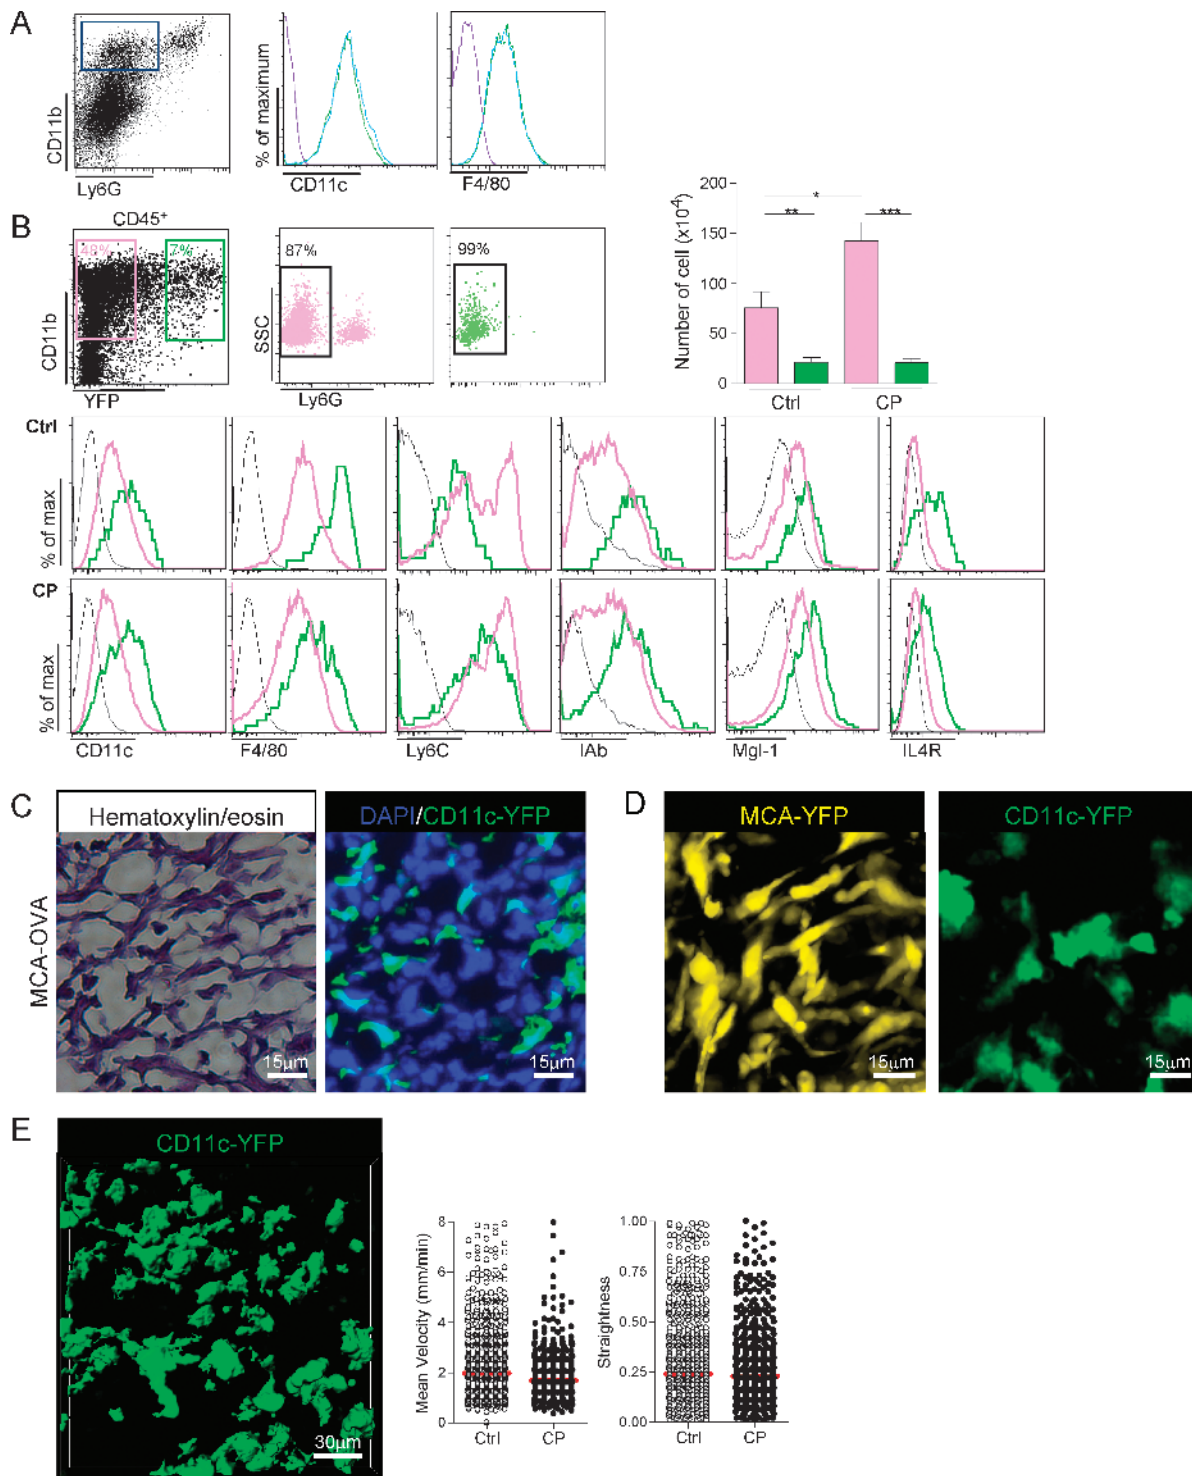 A
CD11b
Ly6G
% of maximum
CD11c
F4/80
B
CD45+
48%
7%
CD11b
YFP
87%
SSC
Ly6G
99%
Number of cell (x10⁴)
200
150
100
50
0
*
**
***
Ctrl
CP
Ctrl
% of max
CP
% of max
CD11c
F4/80
Ly6C
IAb
Mgl-1
IL4R
C
Hematoxylin/eosin
DAPI/CD11c-YFP
MCA-OVA
15µm
15µm
D
MCA-YFP
CD11c-YFP
15µm
15µm
E
CD11c-YFP
30µm
Mean Velocity (mm/min)
8
6
4
2
0
Ctrl
CP
Straightness
1.00
0.75
0.50
0.25
0.00
Ctrl
CP